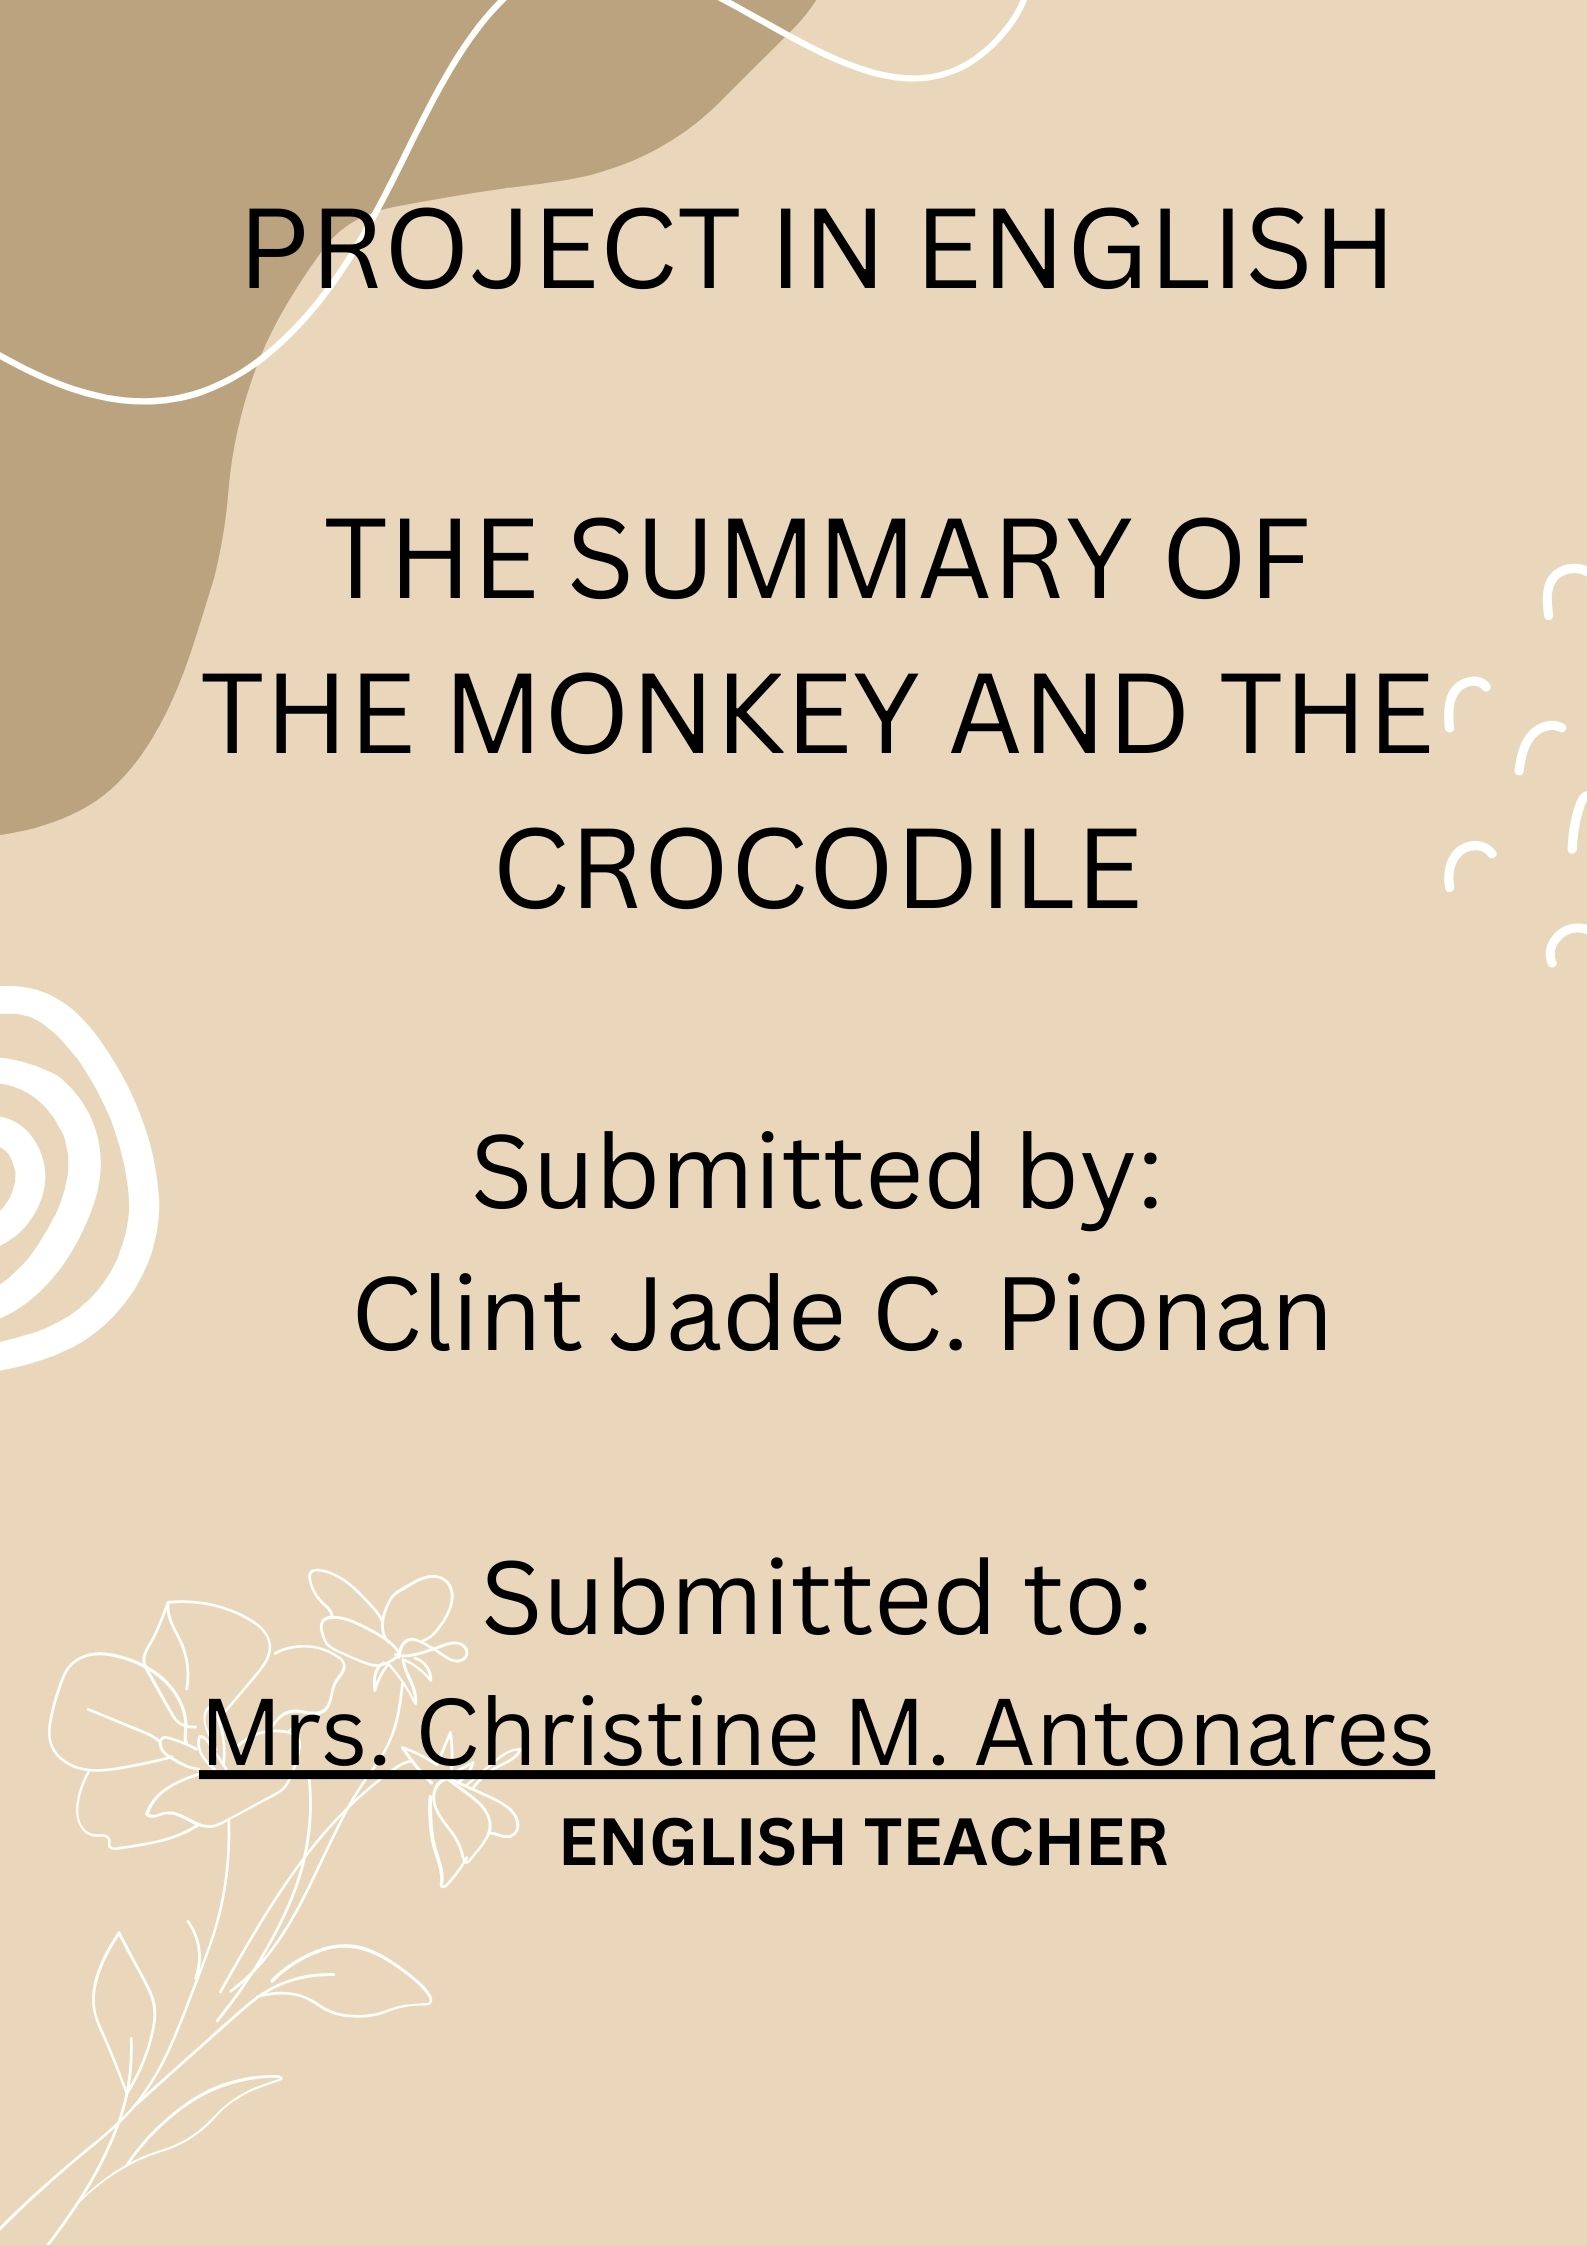 PROJECT IN ENGLISH
THE SUMMARY OF
THE MONKEY AND THE
CROCODILE
Submitted by:
Clint Jade C. Pionan
Submitted to:
Mrs. Christine M. Antonares
ENGLISH TEACHER